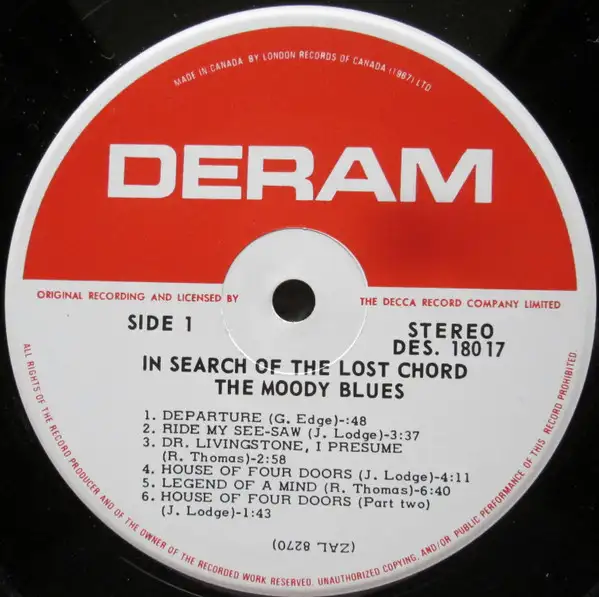 MADE IN CANADA BY LONDON RECORDS OF CANADA (1967) LTD
DERAM
ORIGINAL RECORDING AND LICENSED BY THE DECCA RECORD COMPANY LIMITED
SIDE 1
STEREO
DES. 18017
IN SEARCH OF THE LOST CHORD
THE MOODY BLUES
1. DEPARTURE (G. Edge)-:48
2. RIDE MY SEE-SAW (J. Lodge)-3:37
3. DR. LIVINGSTONE, I PRESUME
(R. Thomas)-2:58
4. HOUSE OF FOUR DOORS (J. Lodge)-4:11
5. LEGEND OF A MIND (R. Thomas)-6:40
6. HOUSE OF FOUR DOORS (Part two)
(J. Lodge)-1:43
(ZAL 8270)
ALL RIGHTS OF THE RECORD PRODUCER AND OF THE OWNER OF THE RECORDED WORK RESERVED. UNAUTHORIZED COPYING, AND/OR PUBLIC PERFORMANCE OF THIS RECORD PROHIBITED.